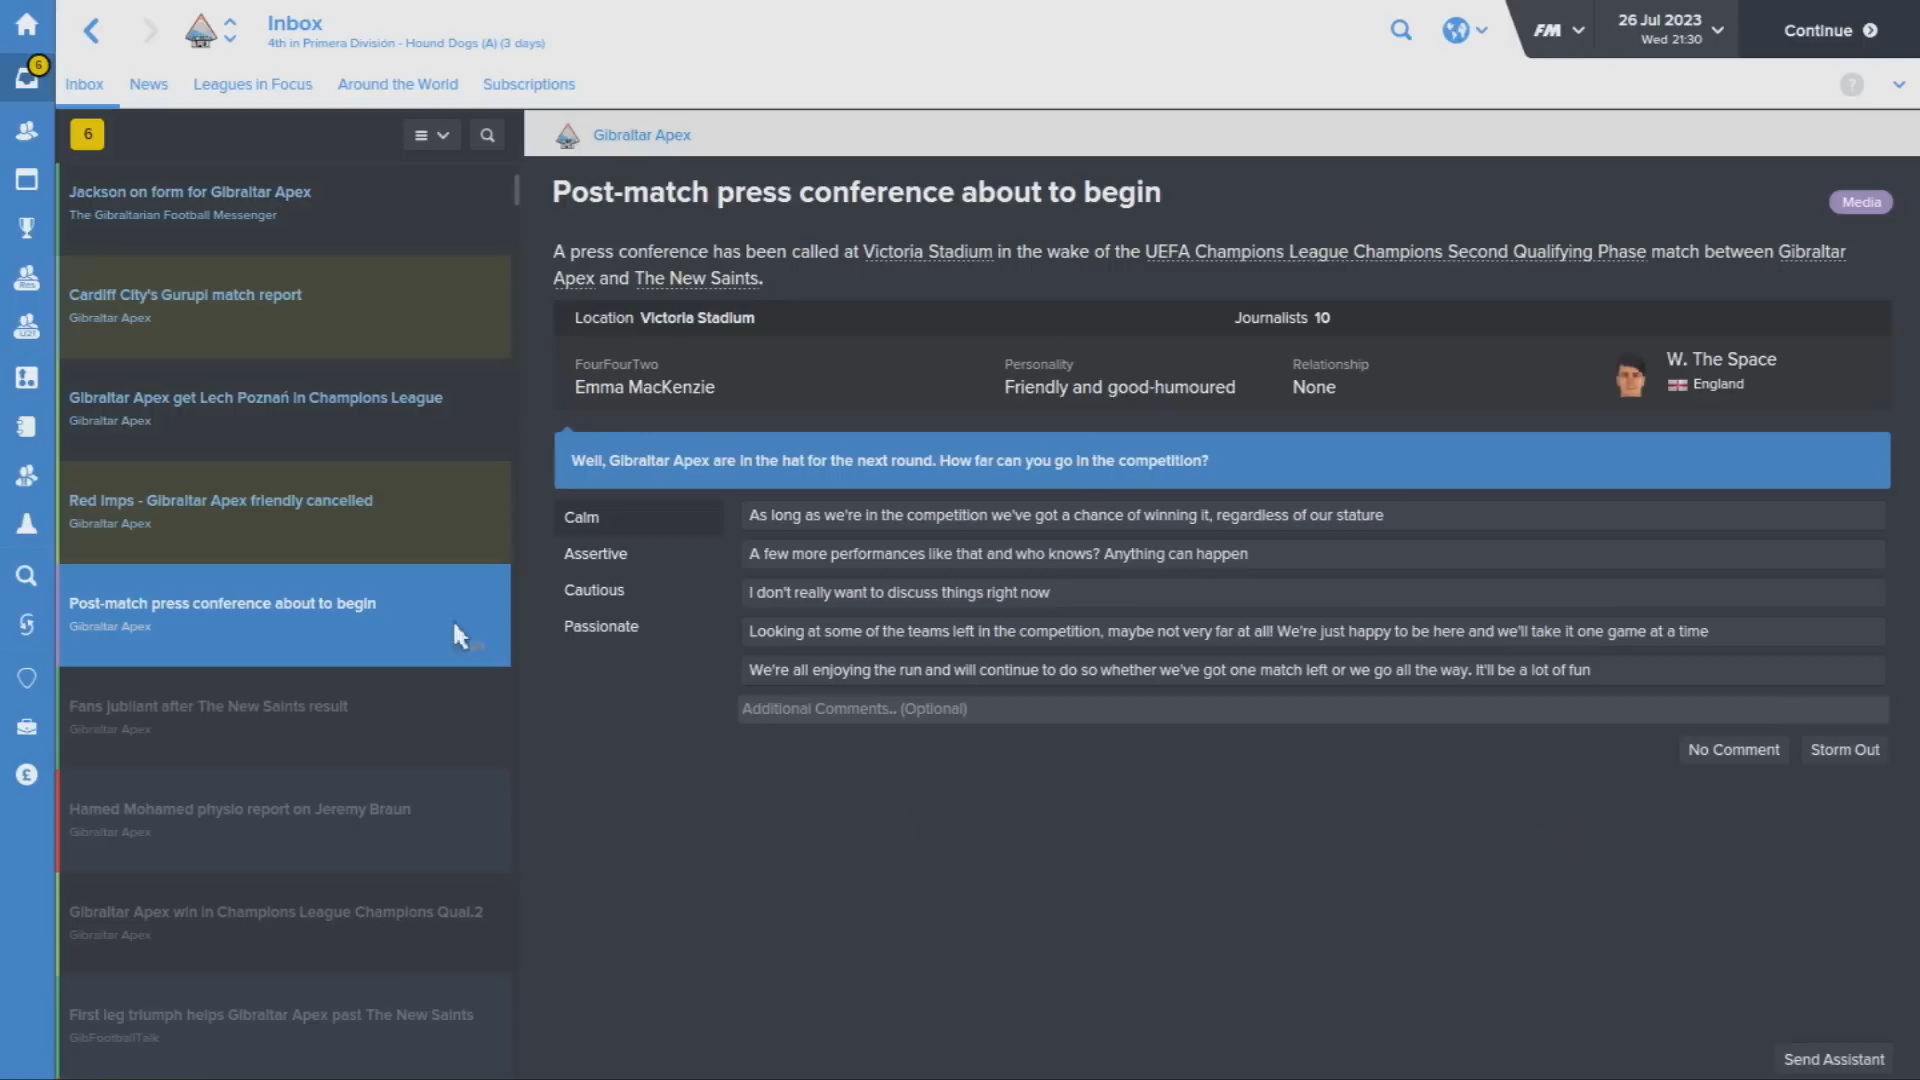 Inbox
4th in Primera División - Hound Dogs (A) (3 days)
FM
26 Jul 2023
Wed 21:30
Continue
6
Inbox
News
Leagues in Focus
Around the World
Subscriptions
?
6
Gibraltar Apex
Jackson on form for Gibraltar Apex
The Gibraltarian Football Messenger
Cardiff City's Gurupi match report
Gibraltar Apex
Gibraltar Apex get Lech Poznań in Champions League
Gibraltar Apex
Red Imps - Gibraltar Apex friendly cancelled
Gibraltar Apex
Post-match press conference about to begin
Gibraltar Apex
Fans jubilant after The New Saints result
Gibraltar Apex
Hamed Mohamed physio report on Jeremy Braun
Gibraltar Apex
Gibraltar Apex win in Champions League Champions Qual.2
Gibraltar Apex
First leg triumph helps Gibraltar Apex past The New Saints
GibFootballTalk
Res
U21
£
Post-match press conference about to begin
Media
A press conference has been called at Victoria Stadium in the wake of the UEFA Champions League Champions Second Qualifying Phase match between Gibraltar
Apex and The New Saints.
Location Victoria Stadium
Journalists 10
FourFourTwo
Emma MacKenzie
Personality
Friendly and good-humoured
Relationship
None
W. The Space
England
Well, Gibraltar Apex are in the hat for the next round. How far can you go in the competition?
Calm
Assertive
Cautious
Passionate
As long as we're in the competition we've got a chance of winning it, regardless of our stature
A few more performances like that and who knows? Anything can happen
I don't really want to discuss things right now
Looking at some of the teams left in the competition, maybe not very far at all! We're just happy to be here and we'll take it one game at a time
We're all enjoying the run and will continue to do so whether we've got one match left or we go all the way. It'll be a lot of fun
Additional Comments... (Optional)
No Comment
Storm Out
Send Assistant